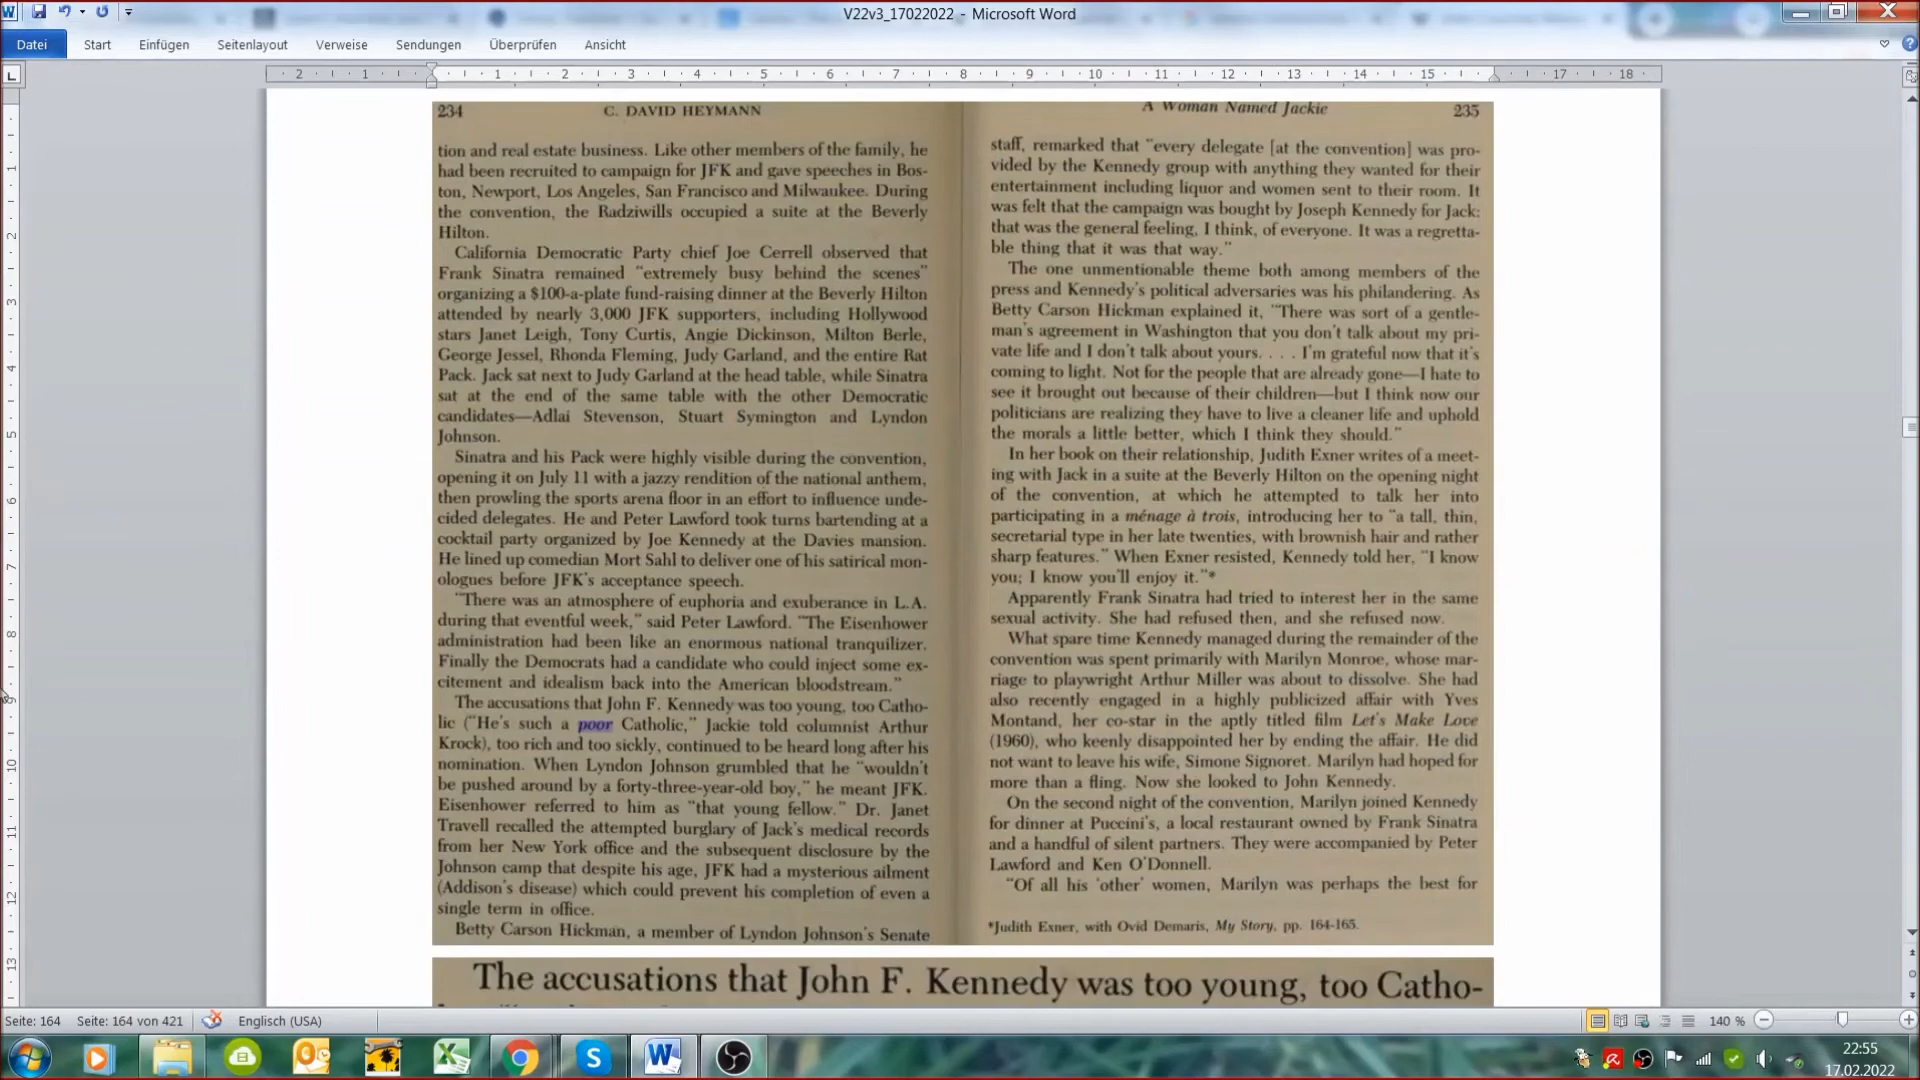 V22v3_17022022 - Microsoft Word
Datei Start Einfügen Seitenlayout Verweise Sendungen Überprüfen Ansicht
2 1 1 2 3 4 5 6 7 8 9 10 11 12 13 14 15 17 18
234 C. DAVID HEYMANN
tion and real estate business. Like other members of the family, he
had been recruited to campaign for JFK and gave speeches in Bos-
ton, Newport, Los Angeles, San Francisco and Milwaukee. During
the convention, the Radziwills occupied a suite at the Beverly
Hilton.
California Democratic Party chief Joe Cerrell observed that
Frank Sinatra remained "extremely busy behind the scenes"
organizing a $100-a-plate fund-raising dinner at the Beverly Hilton
attended by nearly 3,000 JFK supporters, including Hollywood
stars Janet Leigh, Tony Curtis, Angie Dickinson, Milton Berle,
George Jessel, Rhonda Fleming, Judy Garland, and the entire Rat
Pack. Jack sat next to Judy Garland at the head table, while Sinatra
sat at the end of the same table with the other Democratic
candidates—Adlai Stevenson, Stuart Symington and Lyndon
Johnson.
Sinatra and his Pack were highly visible during the convention,
opening it on July 11 with a jazzy rendition of the national anthem,
then prowling the sports arena floor in an effort to influence unde-
cided delegates. He and Peter Lawford took turns bartending at a
cocktail party organized by Joe Kennedy at the Davies mansion.
He lined up comedian Mort Sahl to deliver one of his satirical mon-
ologues before JFK's acceptance speech.
"There was an atmosphere of euphoria and exuberance in L.A.
during that eventful week," said Peter Lawford. "The Eisenhower
administration had been like an enormous national tranquilizer.
Finally the Democrats had a candidate who could inject some ex-
citement and idealism back into the American bloodstream."
The accusations that John F. Kennedy was too young, too Catho-
lic ("He's such a poor Catholic," Jackie told columnist Arthur
Krock), too rich and too sickly, continued to be heard long after his
nomination. When Lyndon Johnson grumbled that he "wouldn't
be pushed around by a forty-three-year-old boy," he meant JFK.
Eisenhower referred to him as "that young fellow." Dr. Janet
Travell recalled the attempted burglary of Jack's medical records
from her New York office and the subsequent disclosure by the
Johnson camp that despite his age, JFK had a mysterious ailment
(Addison's disease) which could prevent his completion of even a
single term in office.
Betty Carson Hickman, a member of Lyndon Johnson's Senate
A Woman Named Jackie 235
staff, remarked that "every delegate [at the convention] was pro-
vided by the Kennedy group with anything they wanted for their
entertainment including liquor and women sent to their room. It
was felt that the campaign was bought by Joseph Kennedy for Jack:
that was the general feeling, I think, of everyone. It was a regretta-
ble thing that it was that way."
The one unmentionable theme both among members of the
press and Kennedy's political adversaries was his philandering. As
Betty Carson Hickman explained it, "There was sort of a gentle-
man's agreement in Washington that you don't talk about my pri-
vate life and I don't talk about yours. . . . I'm grateful now that it's
coming to light. Not for the people that are already gone—I hate to
see it brought out because of their children—but I think now our
politicians are realizing they have to live a cleaner life and uphold
the morals a little better, which I think they should."
In her book on their relationship, Judith Exner writes of a meet-
ing with Jack in a suite at the Beverly Hilton on the opening night
of the convention, at which he attempted to talk her into
participating in a ménage à trois, introducing her to "a tall, thin,
secretarial type in her late twenties, with brownish hair and rather
sharp features." When Exner resisted, Kennedy told her, "I know
you; I know you'll enjoy it."*
Apparently Frank Sinatra had tried to interest her in the same
sexual activity. She had refused then, and she refused now.
What spare time Kennedy managed during the remainder of the
convention was spent primarily with Marilyn Monroe, whose mar-
riage to playwright Arthur Miller was about to dissolve. She had
also recently engaged in a highly publicized affair with Yves
Montand, her co-star in the aptly titled film Let's Make Love
(1960), who keenly disappointed her by ending the affair. He did
not want to leave his wife, Simone Signoret. Marilyn had hoped for
more than a fling. Now she looked to John Kennedy.
On the second night of the convention, Marilyn joined Kennedy
for dinner at Puccini's, a local restaurant owned by Frank Sinatra
and a handful of silent partners. They were accompanied by Peter
Lawford and Ken O'Donnell.
"Of all his 'other' women, Marilyn was perhaps the best for
*Judith Exner, with Ovid Demaris, My Story, pp. 164-165.
The accusations that John F. Kennedy was too young, too Catho-
Seite: 164 Seite: 164 von 421 Englisch (USA) 140 %
22:55
17.02.2022